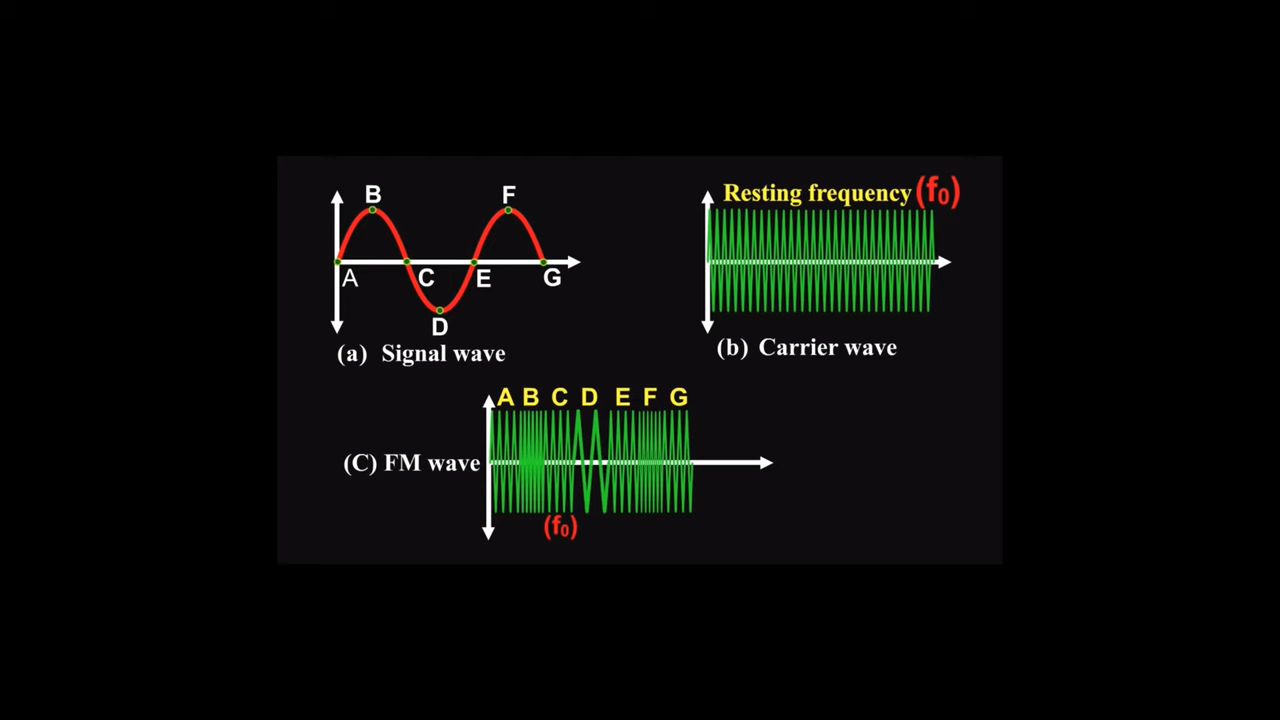 B
F
A
C
E
G
D
(a) Signal wave
Resting frequency (f₀)
(b) Carrier wave
A B C D E F G
(C) FM wave
(f₀)